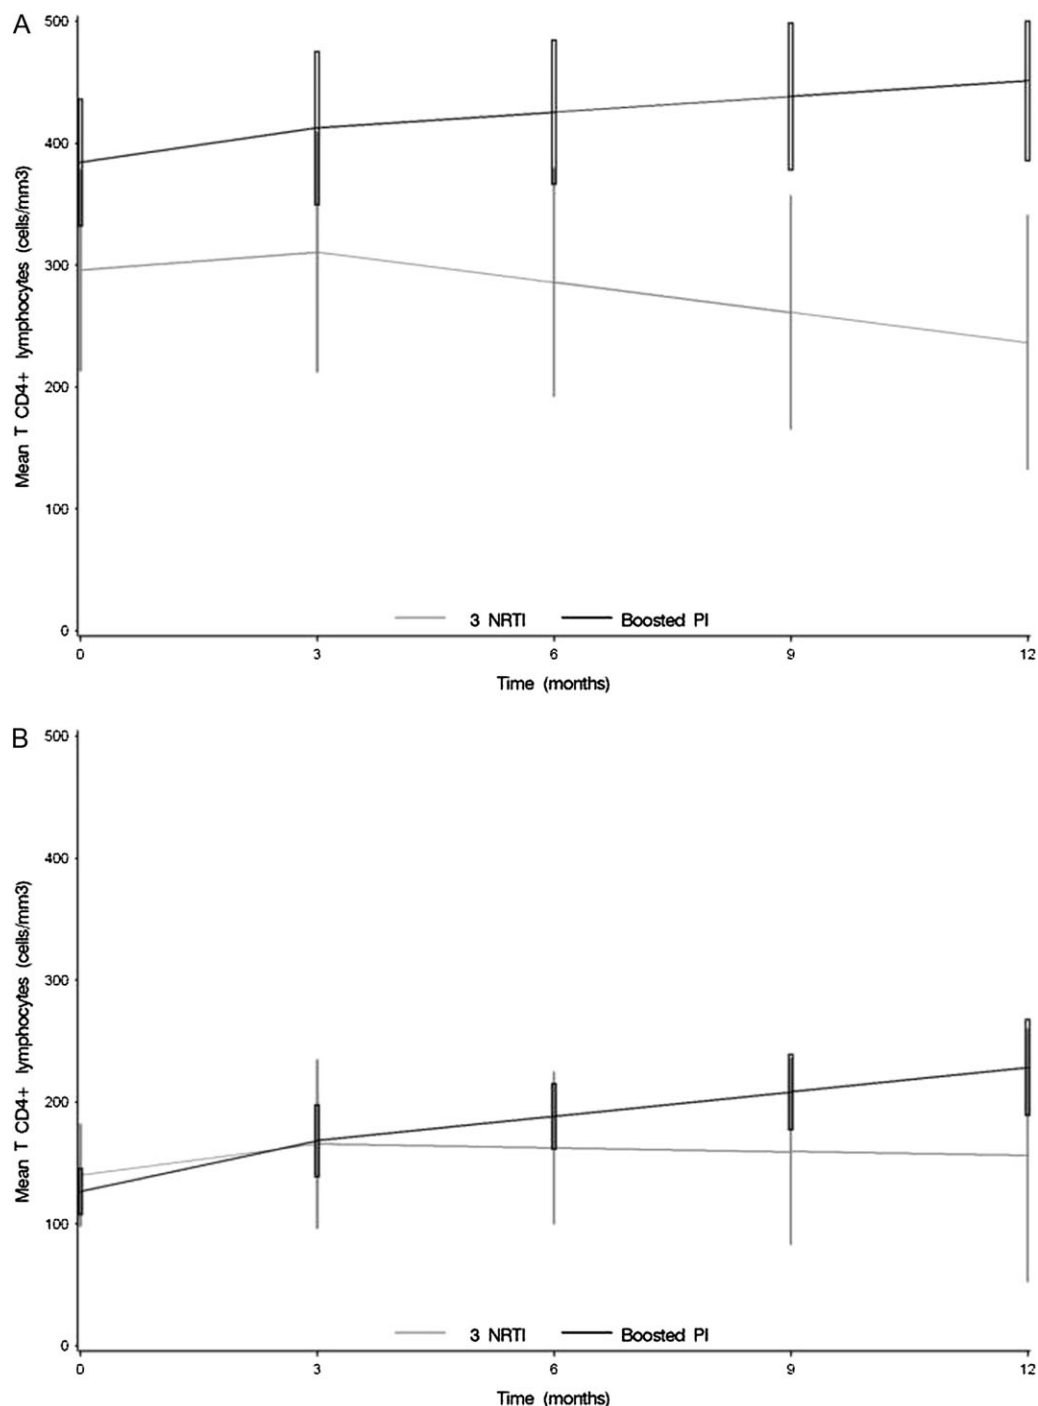 A
500
400
300
200
100
0
Mean T CD4+ lymphocytes (cells/mm3)
3 NRTI Boosted PI
0 3 6 9 12
Time (months)
B
500
400
300
200
100
0
Mean T CD4+ lymphocytes (cells/mm3)
3 NRTI Boosted PI
0 3 6 9 12
Time (months)